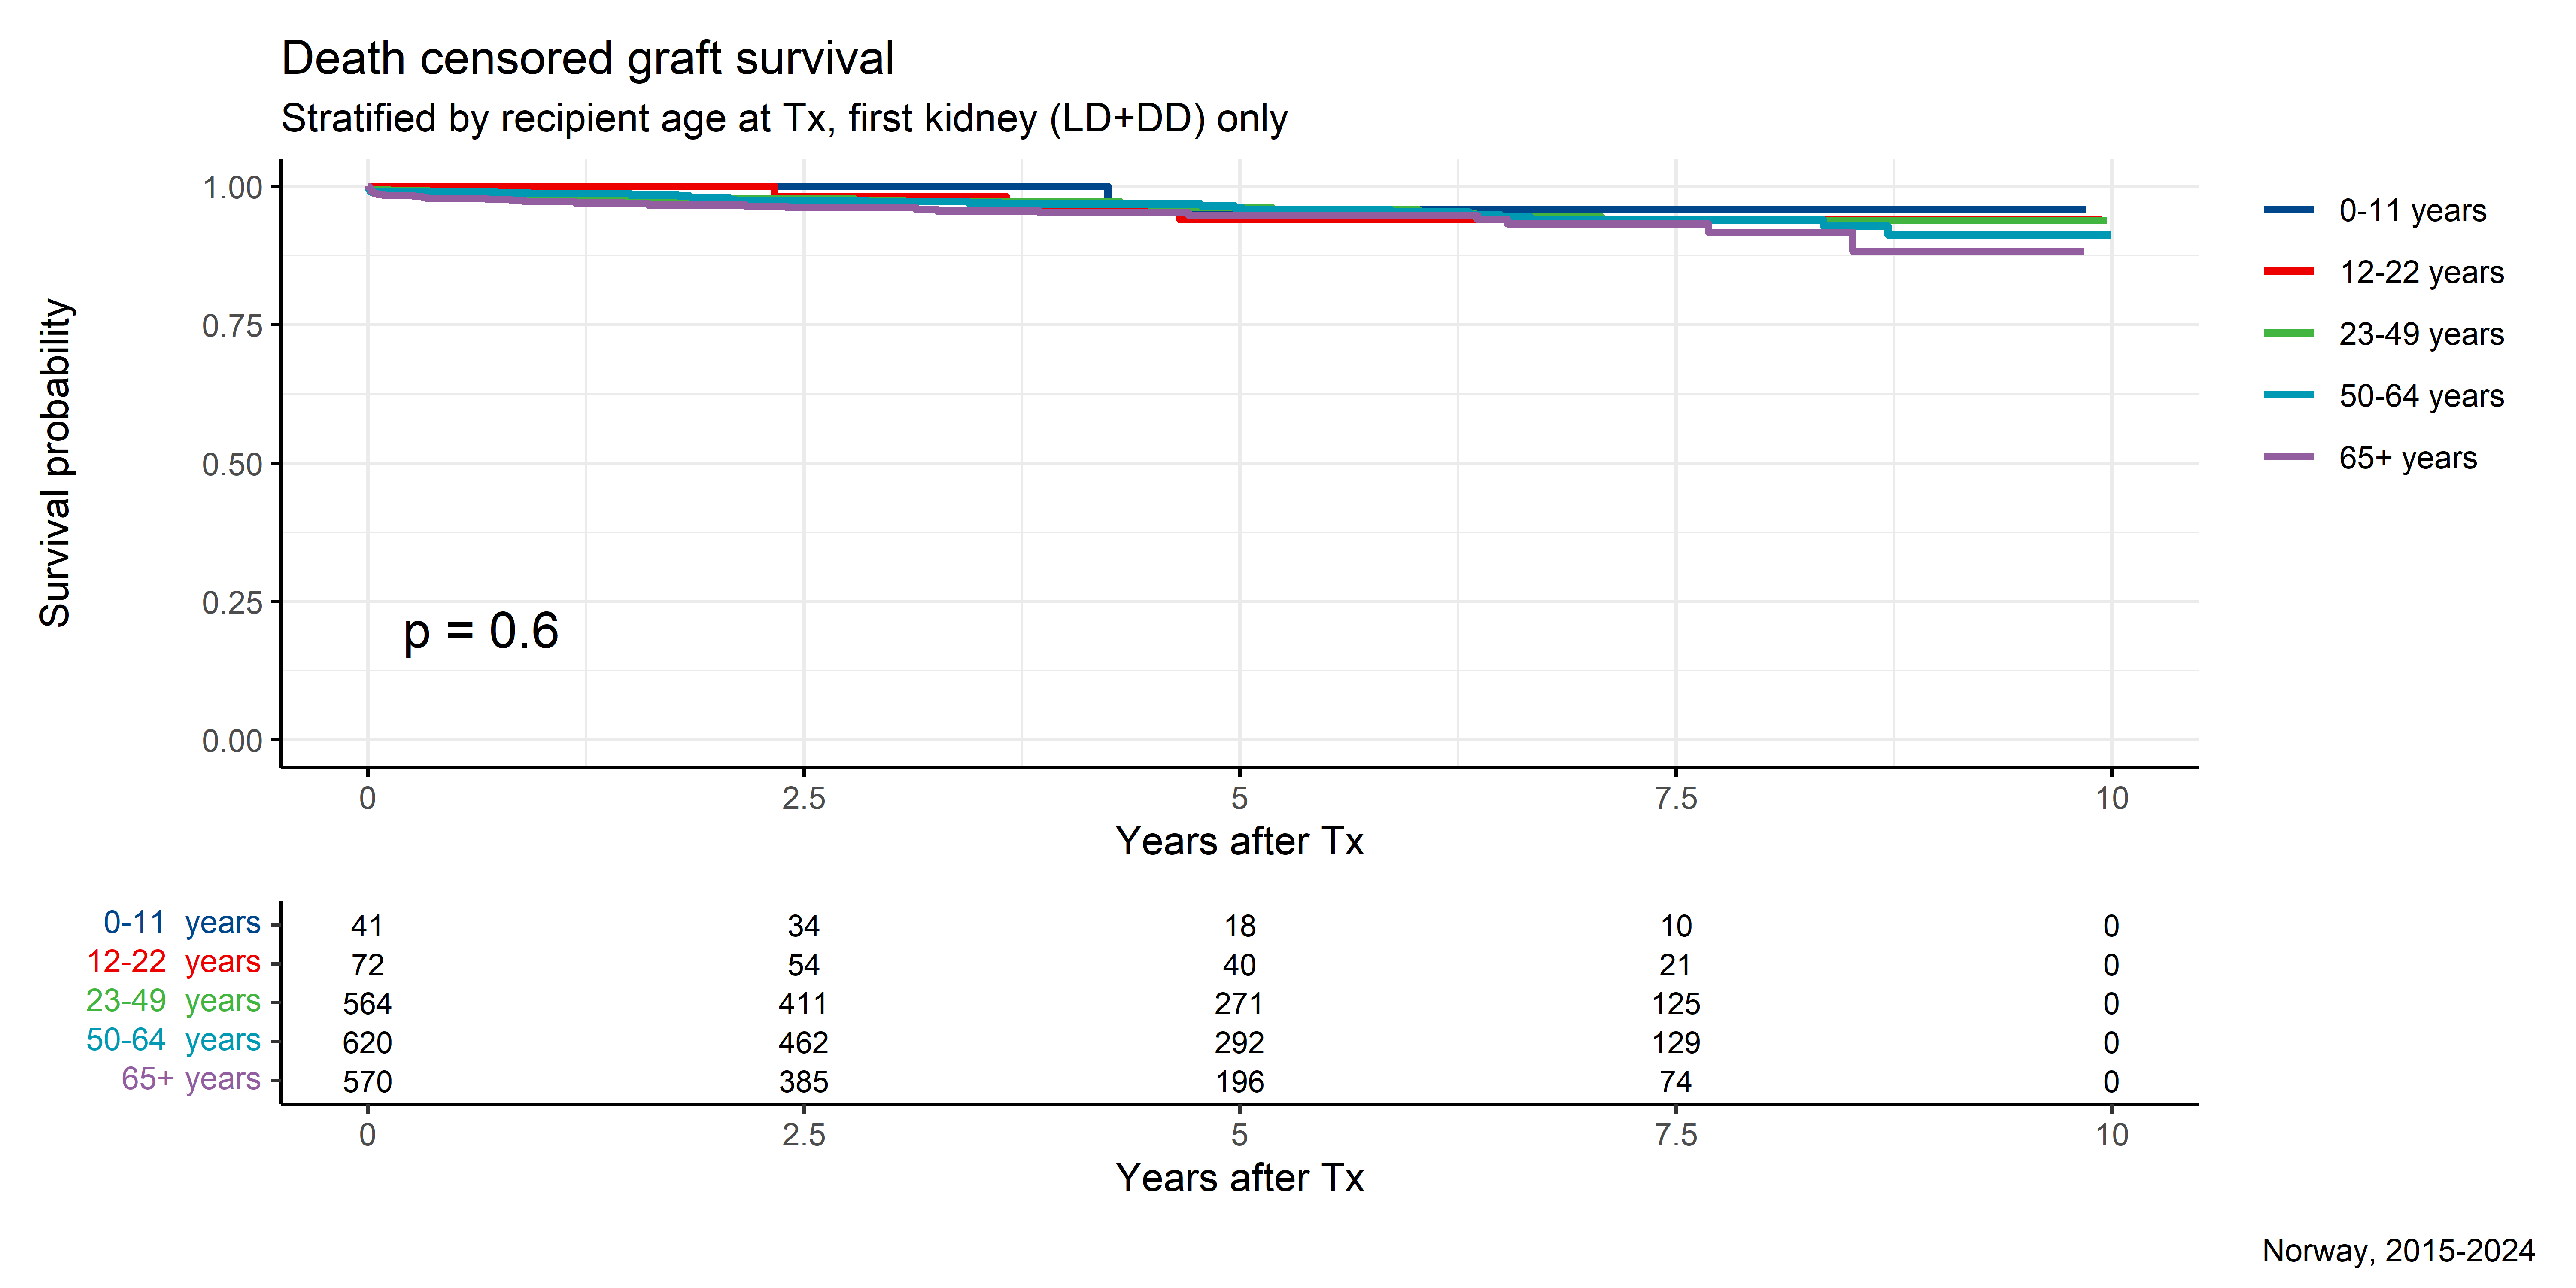 Death censored graft survival
Stratified by recipient age at Tx, first kidney (LD+DD) only
Survival probability
1.00
0.75
0.50
0.25
0.00
p = 0.6
0 2.5 5 7.5 10
Years after Tx
0-11 years
12-22 years
23-49 years
50-64 years
65+ years
0-11 years 41 34 18 10 0
12-22 years 72 54 40 21 0
23-49 years 564 411 271 125 0
50-64 years 620 462 292 129 0
65+ years 570 385 196 74 0
0 2.5 5 7.5 10
Years after Tx
Norway, 2015-2024